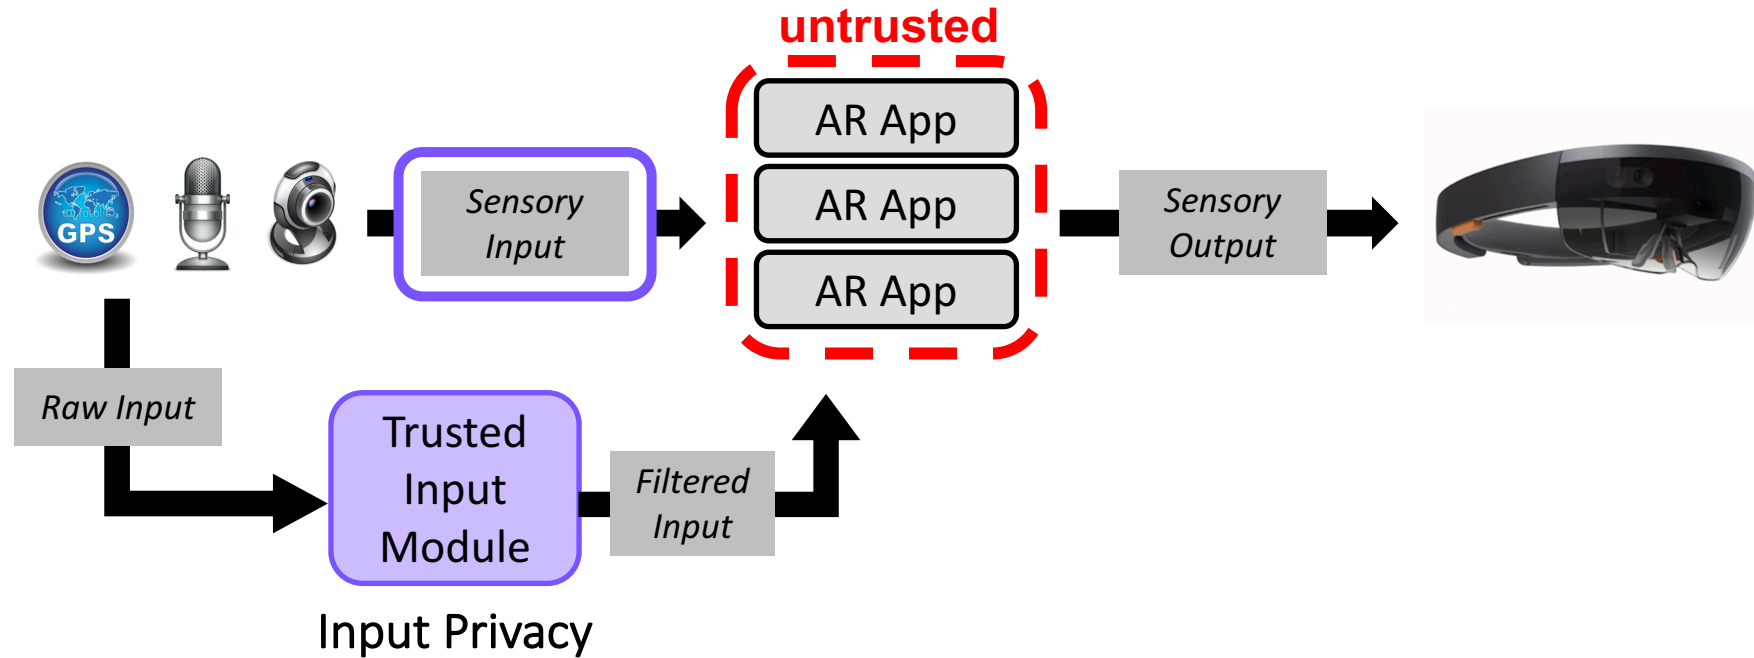 untrusted
AR App
AR App
AR App
GPS
Sensory
Input
Sensory
Output
Raw Input
Trusted
Input
Module
Filtered
Input
Input Privacy